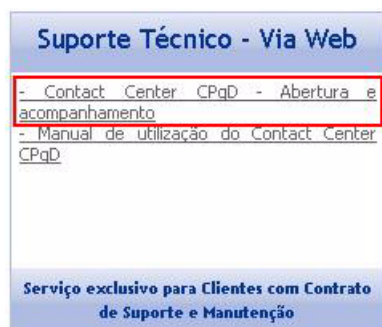 Suporte Técnico - Via Web
- Contact Center CPqD - Abertura e
acompanhamento
- Manual de utilização do Contact Center
CPqD
Serviço exclusivo para Clientes com Contrato
de Suporte e Manutenção